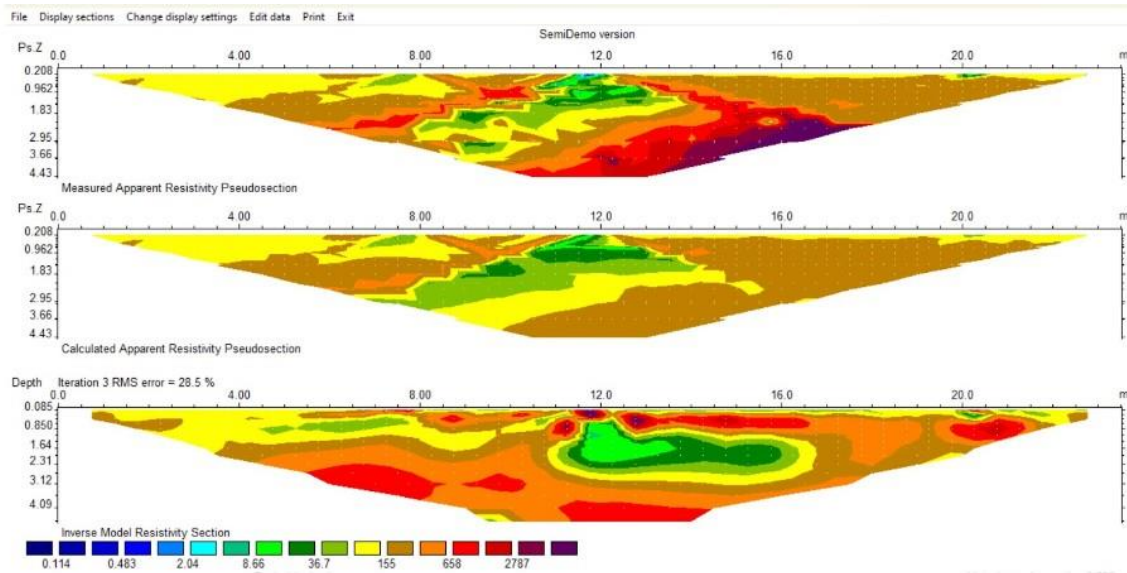 File Display sections Change display settings Edit data Print Exit
SemiDemo version
Ps.Z 0.0 4.00 8.00 12.0 16.0 20.0 m
0.208
0.962
1.83
2.95
3.66
4.43
Measured Apparent Resistivity Pseudosection
Ps.Z 0.0 4.00 8.00 12.0 16.0 20.0 m
0.208
0.962
1.83
2.95
3.66
4.43
Calculated Apparent Resistivity Pseudosection
Depth Iteration 3 RMS error = 28.5 %
0.0 4.00 8.00 12.0 16.0 20.0 m
0.085
0.850
1.64
2.31
3.12
4.09
Inverse Model Resistivity Section
0.114 0.483 2.04 8.66 36.7 155 658 2787